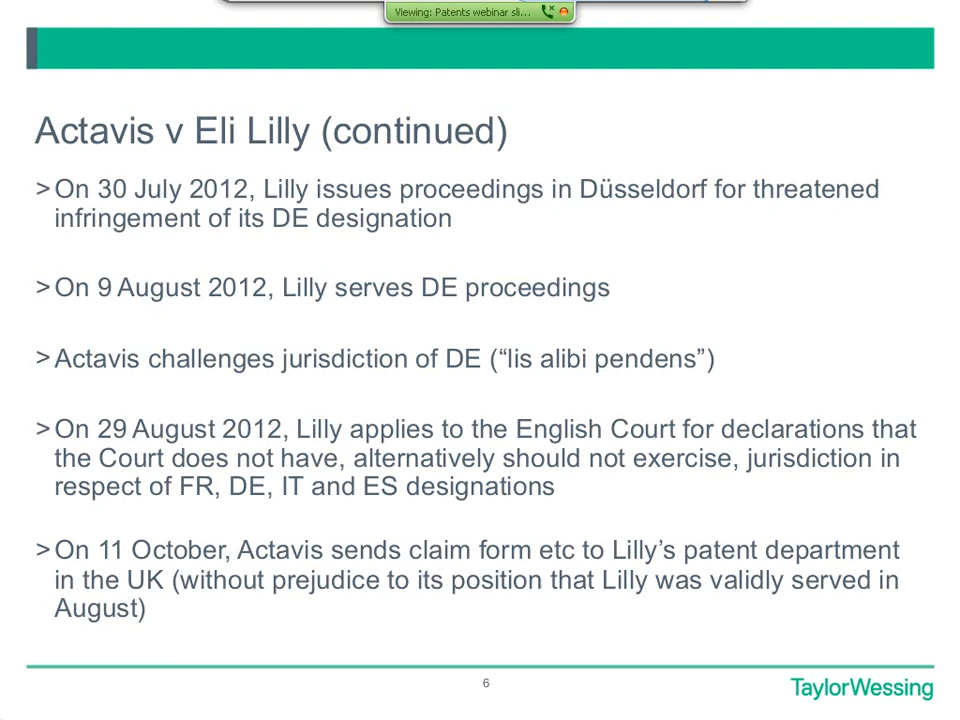 Viewing: Patents webinar sli...
Actavis v Eli Lilly (continued)
> On 30 July 2012, Lilly issues proceedings in Düsseldorf for threatened
infringement of its DE designation
> On 9 August 2012, Lilly serves DE proceedings
> Actavis challenges jurisdiction of DE (“lis alibi pendens”)
> On 29 August 2012, Lilly applies to the English Court for declarations that
the Court does not have, alternatively should not exercise, jurisdiction in
respect of FR, DE, IT and ES designations
> On 11 October, Actavis sends claim form etc to Lilly’s patent department
in the UK (without prejudice to its position that Lilly was validly served in
August)
6
TaylorWessing